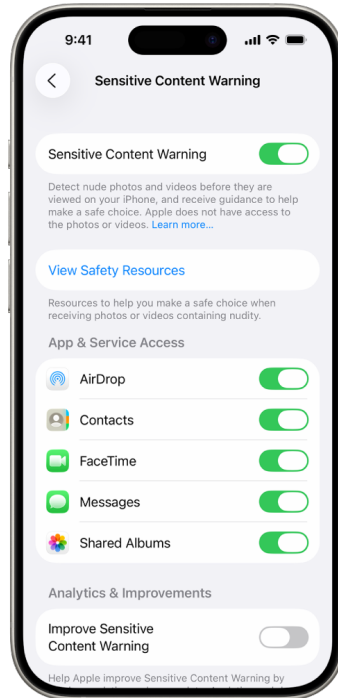 9:41
Sensitive Content Warning
Sensitive Content Warning
Detect nude photos and videos before they are
viewed on your iPhone, and receive guidance to help
make a safe choice. Apple does not have access to
the photos or videos. Learn more...
View Safety Resources
Resources to help you make a safe choice when
receiving photos or videos containing nudity.
App & Service Access
AirDrop
Contacts
FaceTime
Messages
Shared Albums
Analytics & Improvements
Improve Sensitive
Content Warning
Help Apple improve Sensitive Content Warning by